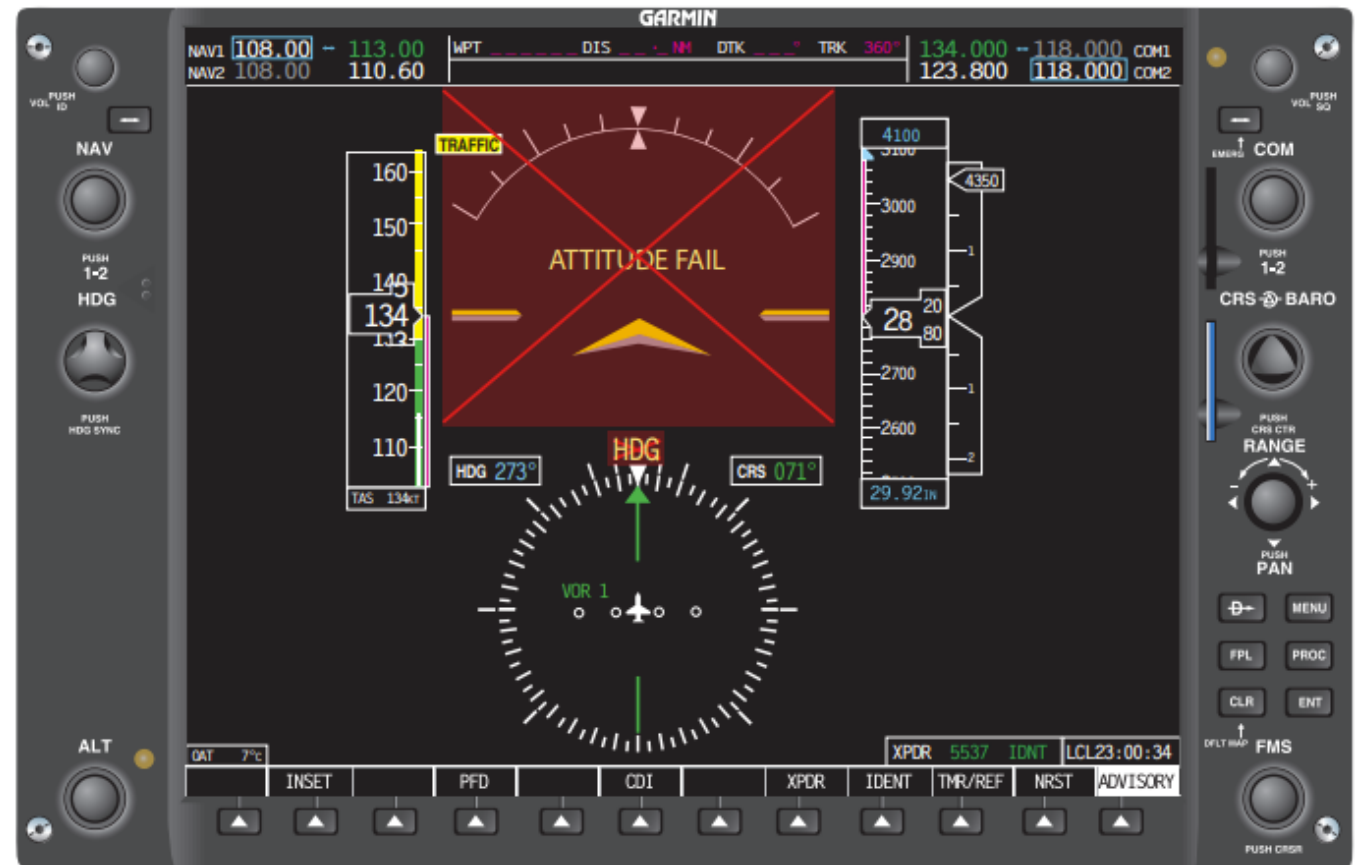 GARMIN
NAV1 108.00 ↔ 113.00
NAV2 108.00 110.60
WPT _ _ _ _ _ _ DIS _ _ ._ NM DTK _ _ _° TRK 360°
134.000 ↔ 118.000 COM1
123.800 118.000 COM2
VOL PUSH ID
NAV
PUSH
1-2
HDG
PUSH
HDG SYNC
ALT
TRAFFIC
160
150
140
134
120
110
TAS 134KT
ATTITUDE FAIL
HDG
HDG 273°
CRS 071°
VOR 1
4100
3100
3000
2900
28
20
80
2700
2600
29.92IN
4350
1
1
2
OAT 7°C
XPDR 5537 IDNT
LCL23:00:34
INSET PFD CDI XPDR IDENT TMR/REF NRST ADVISORY
VOL PUSH SQ
EMERG
COM
PUSH
1-2
CRS BARO
PUSH
CRS CTR
RANGE
- +
PUSH
PAN
D MENU
FPL PROC
CLR ENT
DFLT MAP
FMS
PUSH CRSR